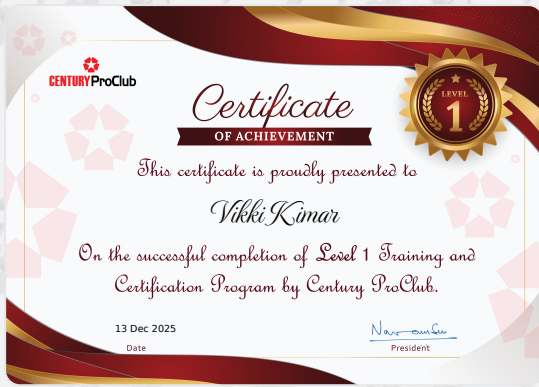 CENTURY ProClub
Certificate
OF ACHIEVEMENT
LEVEL
1
This certificate is proudly presented to
Vikki Kimar
On the successful completion of Level 1 Training and
Certification Program by Century ProClub.
13 Dec 2025
Date
President